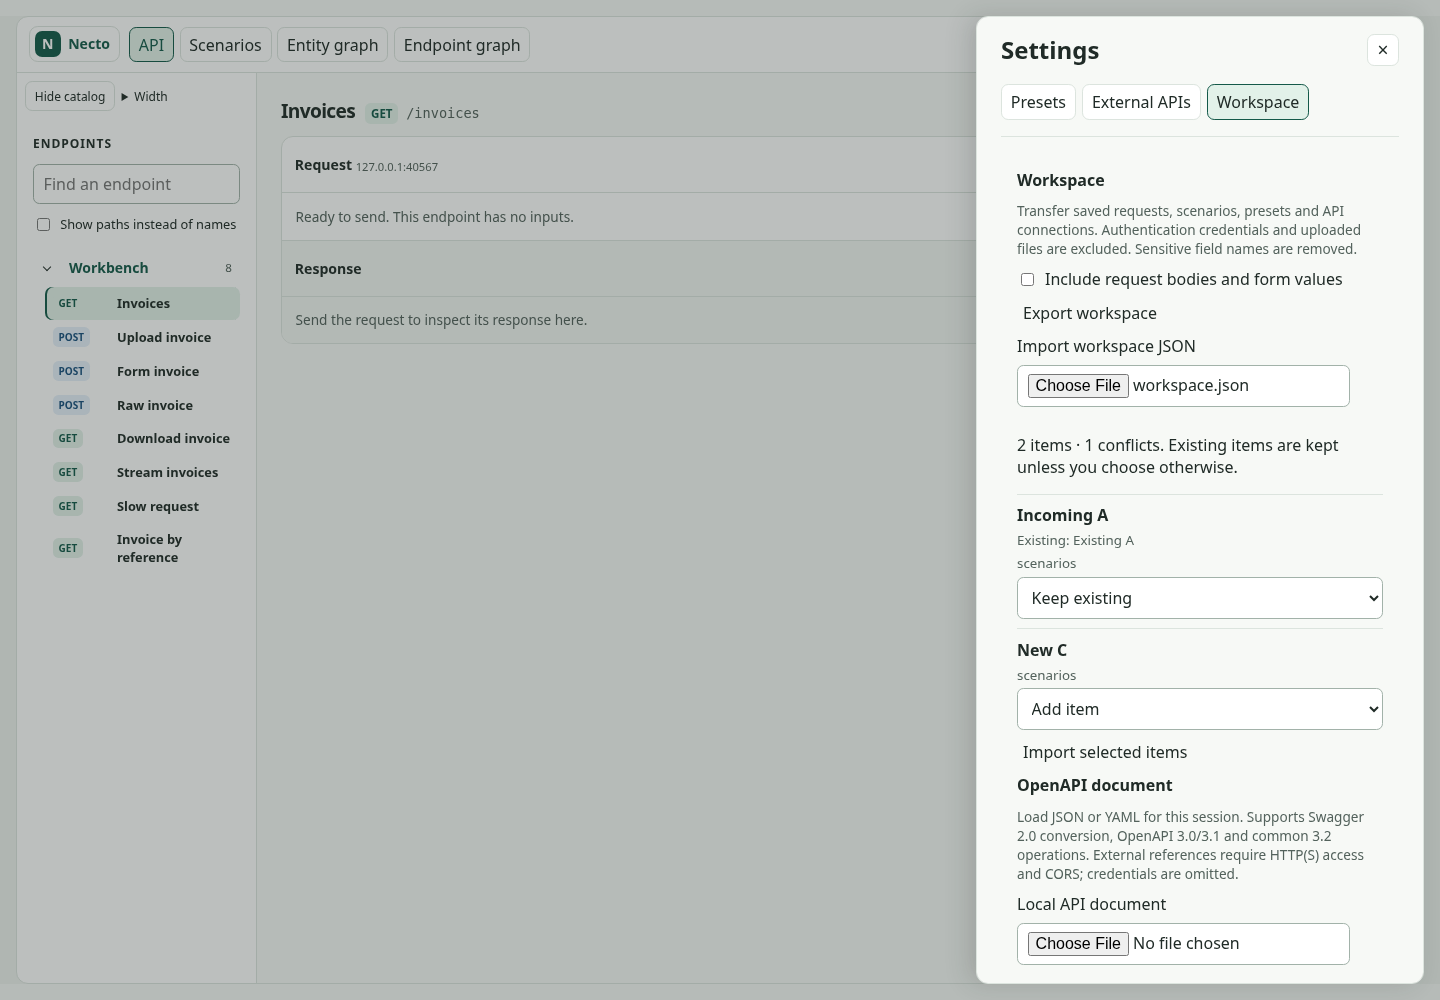 N Necto
API
Scenarios
Entity graph
Endpoint graph
Hide catalog
Width
ENDPOINTS
Find an endpoint
Show paths instead of names
Workbench 8
GET Invoices
POST Upload invoice
POST Form invoice
POST Raw invoice
GET Download invoice
GET Stream invoices
GET Slow request
GET Invoice by
reference
Invoices GET /invoices
Request 127.0.0.1:40567
Ready to send. This endpoint has no inputs.
Response
Send the request to inspect its response here.
Settings
×
Presets
External APIs
Workspace
Workspace
Transfer saved requests, scenarios, presets and API
connections. Authentication credentials and uploaded
files are excluded. Sensitive field names are removed.
Include request bodies and form values
Export workspace
Import workspace JSON
Choose File workspace.json
2 items · 1 conflicts. Existing items are kept
unless you choose otherwise.
Incoming A
Existing: Existing A
scenarios
Keep existing
New C
scenarios
Add item
Import selected items
OpenAPI document
Load JSON or YAML for this session. Supports Swagger
2.0 conversion, OpenAPI 3.0/3.1 and common 3.2
operations. External references require HTTP(S) access
and CORS; credentials are omitted.
Local API document
Choose File No file chosen